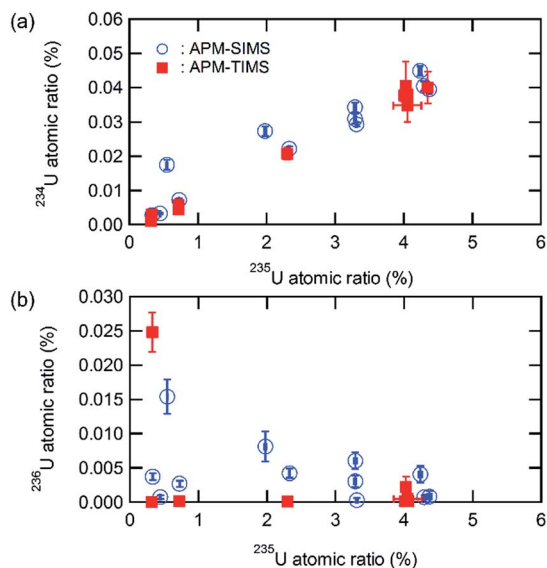 (a)
0.06
0.05
0.04
0.03
0.02
0.01
0.00
²³⁴U atomic ratio (%)
: APM-SIMS
: APM-TIMS
0 1 2 3 4 5 6
²³⁵U atomic ratio (%)
(b)
0.030
0.025
0.020
0.015
0.010
0.005
0.000
²³⁶U atomic ratio (%)
0 1 2 3 4 5 6
²³⁵U atomic ratio (%)